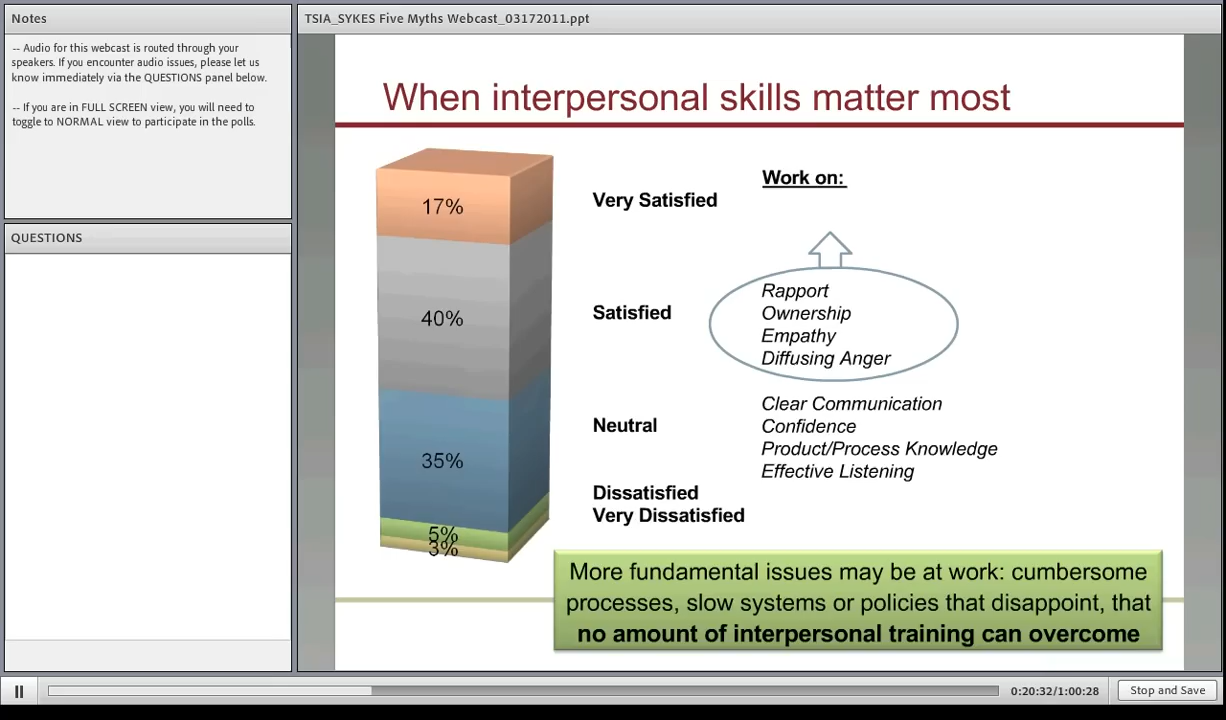 Notes
-- Audio for this webcast is routed through your
speakers. If you encounter audio issues, please let us
know immediately via the QUESTIONS panel below.
-- If you are in FULL SCREEN view, you will need to
toggle to NORMAL view to participate in the polls.
QUESTIONS
TSIA_SYKES Five Myths Webcast_03172011.ppt
When interpersonal skills matter most
17%
40%
35%
5%
3%
Very Satisfied
Satisfied
Neutral
Dissatisfied
Very Dissatisfied
Work on:
Rapport
Ownership
Empathy
Diffusing Anger
Clear Communication
Confidence
Product/Process Knowledge
Effective Listening
More fundamental issues may be at work: cumbersome
processes, slow systems or policies that disappoint, that
no amount of interpersonal training can overcome
0:20:32/1:00:28
Stop and Save